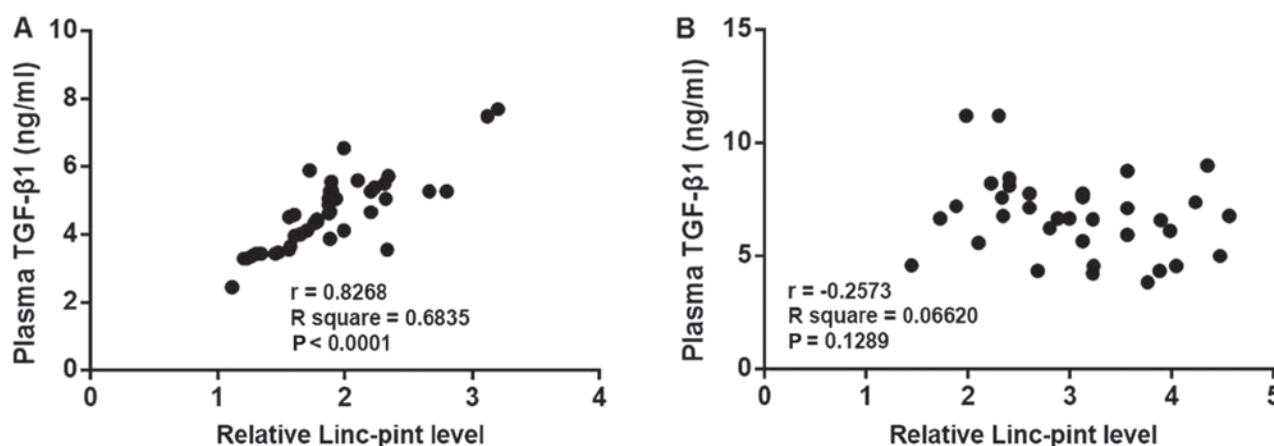 A
Plasma TGF-β1 (ng/ml)
10
8
6
4
2
0
r = 0.8268
R square = 0.6835
P < 0.0001
0 1 2 3 4
Relative Linc-pint level
B
Plasma TGF-β1 (ng/ml)
15
10
5
0
r = -0.2573
R square = 0.06620
P = 0.1289
0 1 2 3 4 5
Relative Linc-pint level